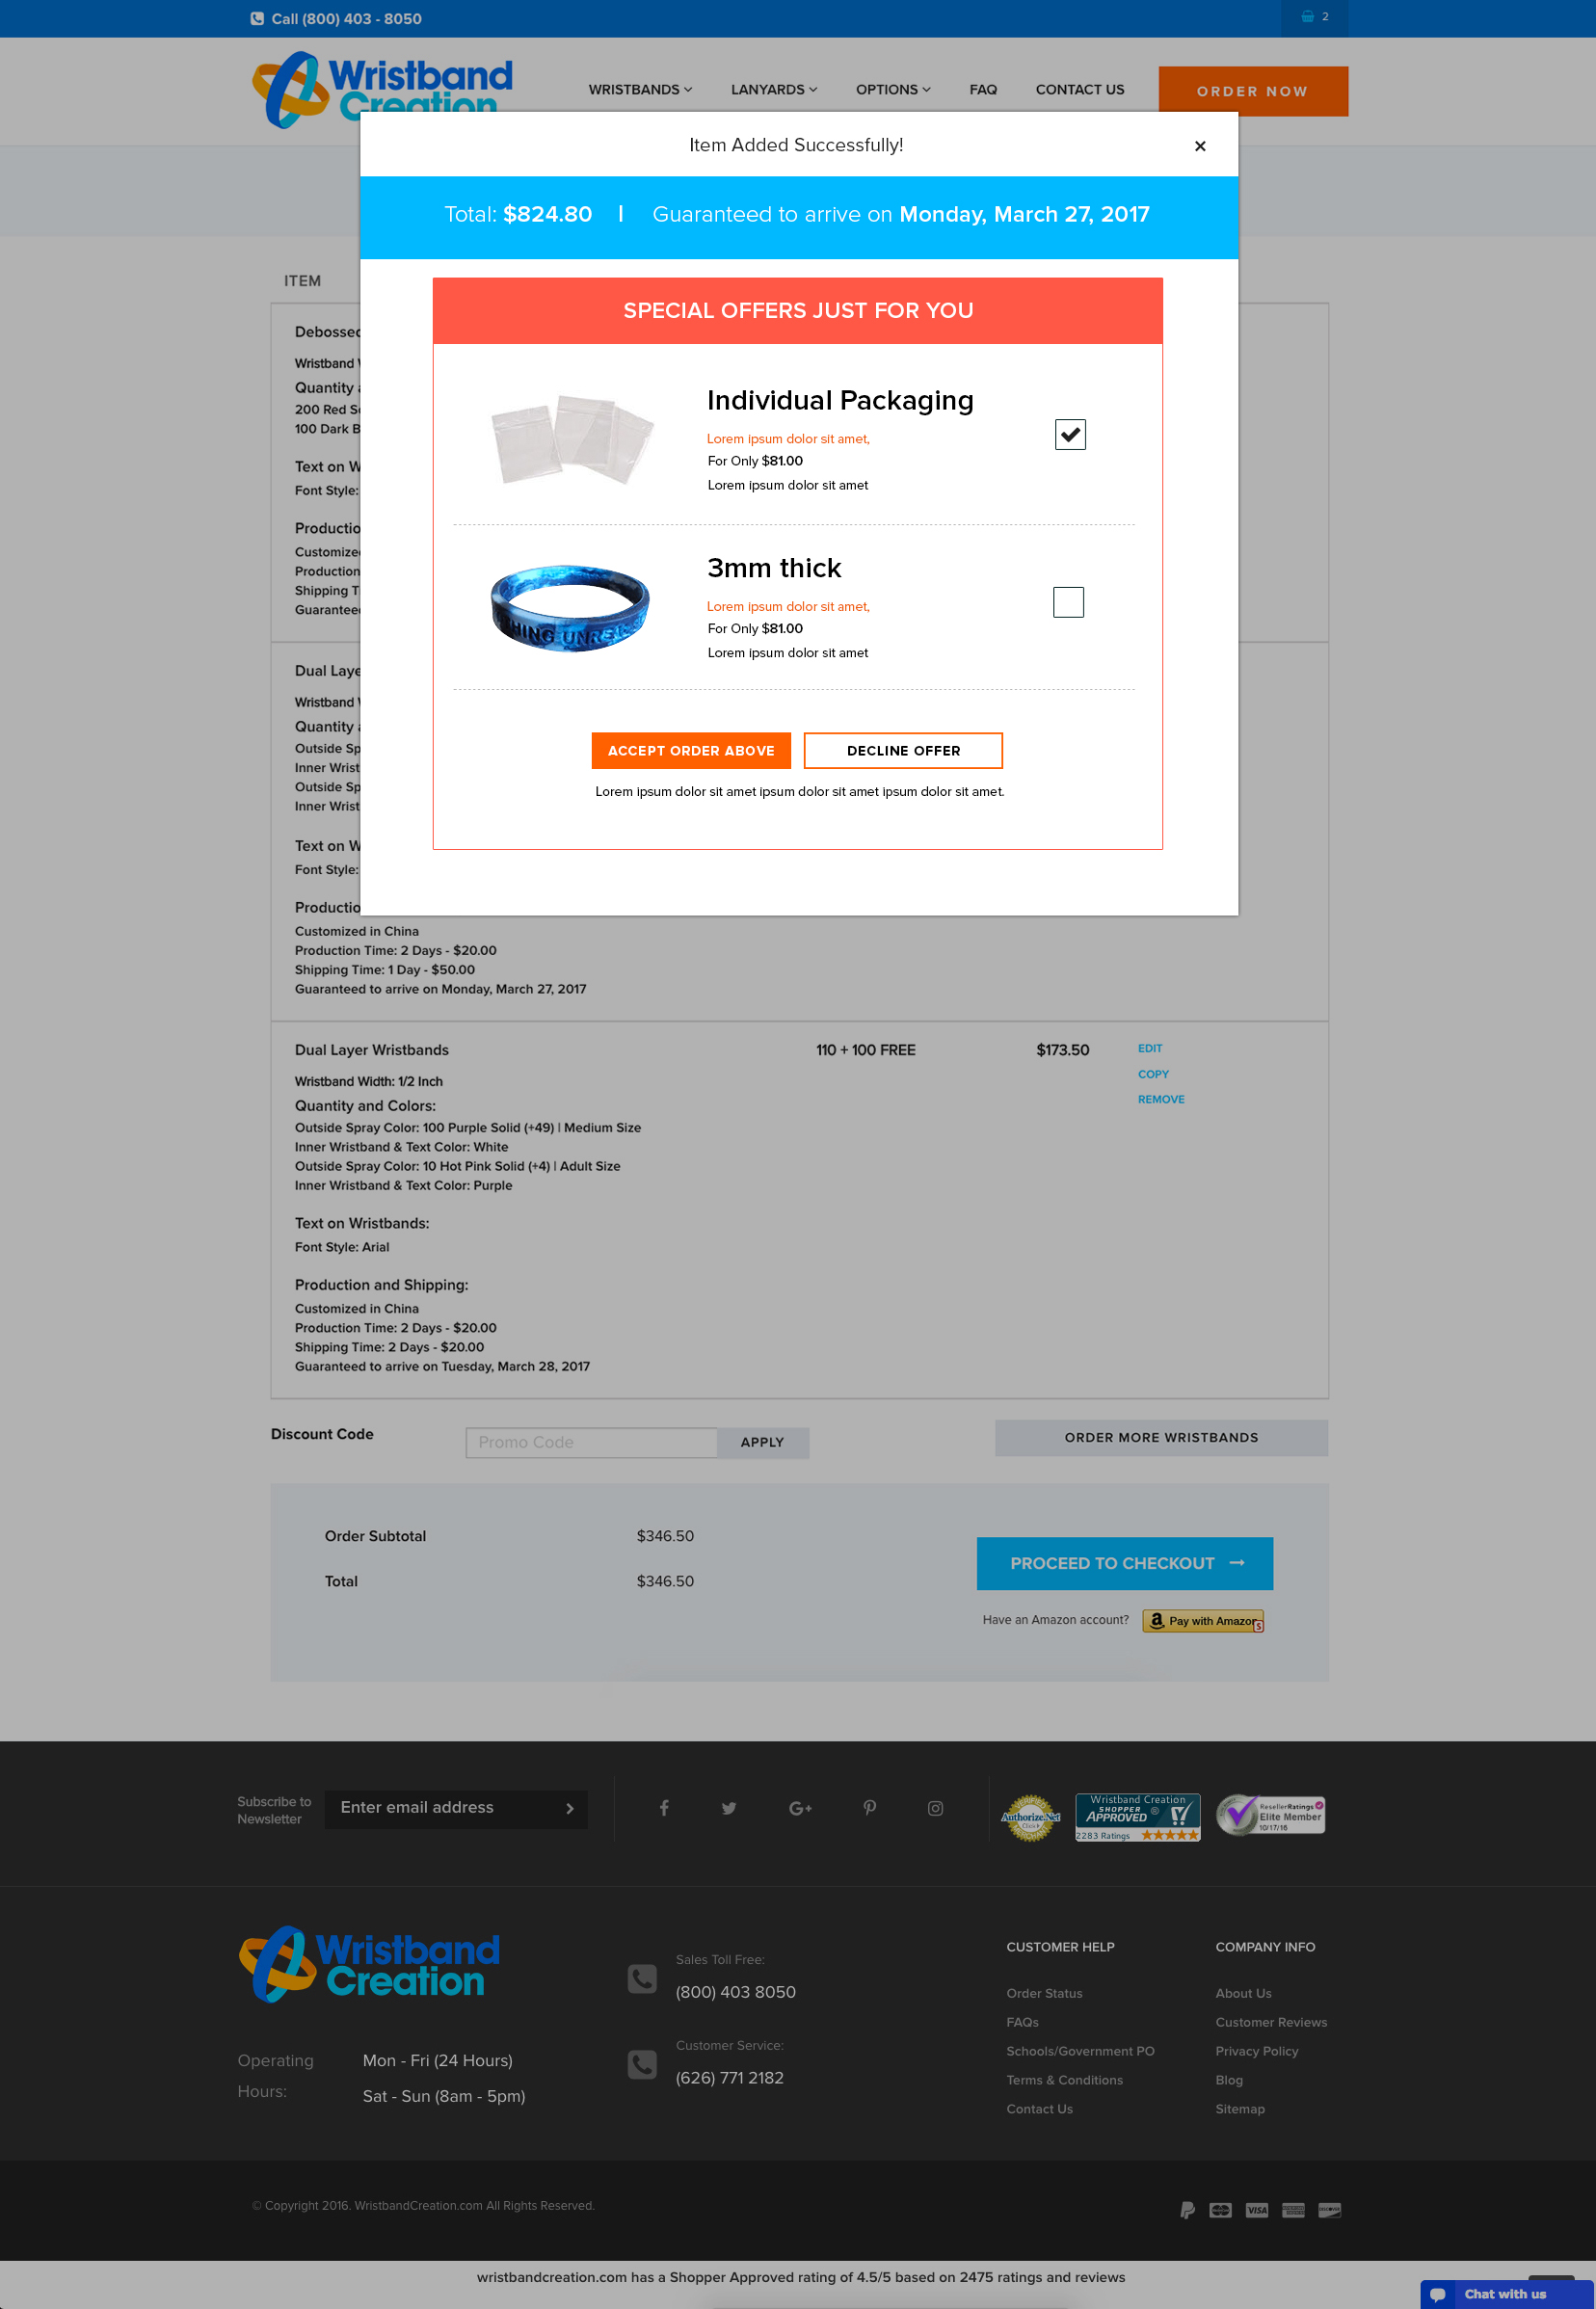 Call (800) 403 - 8050
2
Wristband
Creation
WRISTBANDS
LANYARDS
OPTIONS
FAQ
CONTACT US
ORDER NOW
Item Added Successfully!
×
Total: $824.80 | Guaranteed to arrive on Monday, March 27, 2017
SPECIAL OFFERS JUST FOR YOU
Individual Packaging
Lorem ipsum dolor sit amet,
For Only $81.00
Lorem ipsum dolor sit amet
3mm thick
Lorem ipsum dolor sit amet,
For Only $81.00
Lorem ipsum dolor sit amet
ACCEPT ORDER ABOVE
DECLINE OFFER
Lorem ipsum dolor sit amet ipsum dolor sit amet ipsum dolor sit amet.
ITEM
Debossed
Wristband
Quantity
200 Red
100 Dark
Text on
Font Style:
Customized
Production
Shipping
Guaranteed
Dual
Wristband
Quantity
Outside
Inner
Outside
Inner
Text on
Font Style:
Customized in China
Production Time: 2 Days - $20.00
Shipping Time: 1 Day - $50.00
Guaranteed to arrive on Monday, March 27, 2017
Dual Layer Wristbands
110 + 100 FREE
$173.50
EDIT
COPY
REMOVE
Wristband Width: 1/2 Inch
Quantity and Colors:
Outside Spray Color: 100 Purple Solid (+49) | Medium Size
Inner Wristband & Text Color: White
Outside Spray Color: 10 Hot Pink Solid (+4) | Adult Size
Inner Wristband & Text Color: Purple
Text on Wristbands:
Font Style: Arial
Production and Shipping:
Customized in China
Production Time: 2 Days - $20.00
Shipping Time: 2 Days - $20.00
Guaranteed to arrive on Tuesday, March 28, 2017
Discount Code
Promo Code
APPLY
ORDER MORE WRISTBANDS
Order Subtotal
$346.50
Total
$346.50
PROCEED TO CHECKOUT
Have an Amazon account?
Pay with Amazon
Subscribe to
Newsletter
Enter email address
Authorize.Net
Click
Wristband Creation
SHOPPER
APPROVED
2283 Ratings
ResellerRatings
Elite Member
10/17/16
Wristband
Creation
Operating
Hours:
Mon - Fri (24 Hours)
Sat - Sun (8am - 5pm)
Sales Toll Free:
(800) 403 8050
Customer Service:
(626) 771 2182
CUSTOMER HELP
Order Status
FAQs
Schools/Government PO
Terms & Conditions
Contact Us
COMPANY INFO
About Us
Customer Reviews
Privacy Policy
Blog
Sitemap
© Copyright 2016. WristbandCreation.com All Rights Reserved.
VISA
wristbandcreation.com has a Shopper Approved rating of 4.5/5 based on 2475 ratings and reviews
Chat with us